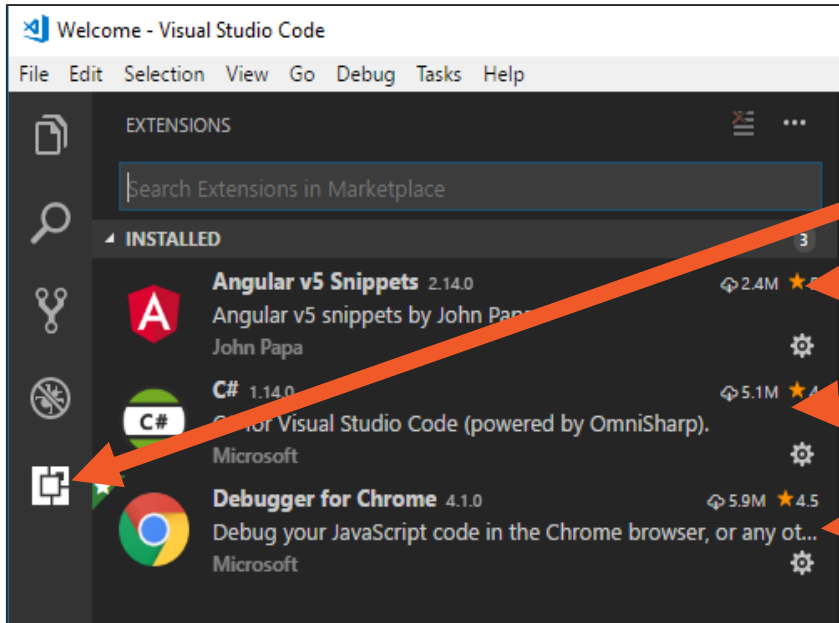 Welcome - Visual Studio Code
File Edit Selection View Go Debug Tasks Help
EXTENSIONS
Search Extensions in Marketplace
INSTALLED 3
Angular v5 Snippets 2.14.0 2.4M
Angular v5 snippets by John
John Papa
C# 1.14.0 5.1M
C# for Visual Studio Code (powered by OmniSharp).
Microsoft
Debugger for Chrome 4.1.0 5.9M 4.5
Debug your JavaScript code in the Chrome browser, or any ot...
Microsoft